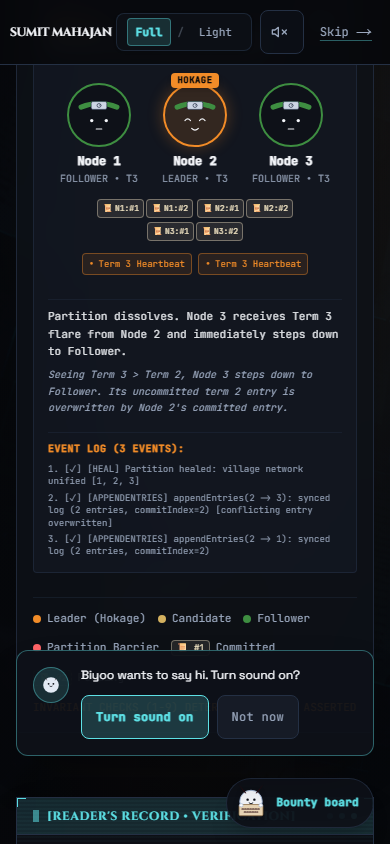 SUMIT MAHAJAN
Full / Light
Skip →
HOKAGE
Node 1 Node 2 Node 3
FOLLOWER • T3 LEADER • T3 FOLLOWER • T3
N1:#1 N1:#2 N2:#1 N2:#2
N3:#1 N3:#2
• Term 3 Heartbeat • Term 3 Heartbeat
Partition dissolves. Node 3 receives Term 3
flare from Node 2 and immediately steps down
to Follower.
Seeing Term 3 > Term 2, Node 3 steps down to
Follower. Its uncommitted term 2 entry is
overwritten by Node 2's committed entry.
EVENT LOG (3 EVENTS):
1. [✓] [HEAL] Partition healed: village network
unified [1, 2, 3]
2. [✓] [APPENDENTRIES] appendEntries(2 → 3): synced
log (2 entries, commitIndex=2) [conflicting entry
overwritten]
3. [✓] [APPENDENTRIES] appendEntries(2 → 1): synced
log (2 entries, commitIndex=2)
Leader (Hokage) Candidate Follower
Partition Barrier #1 Committed
Biyoo wants to say hi. Turn sound on?
Turn sound on Not now
ASSERTED
Bounty board
[READER'S RECORD • VERIF